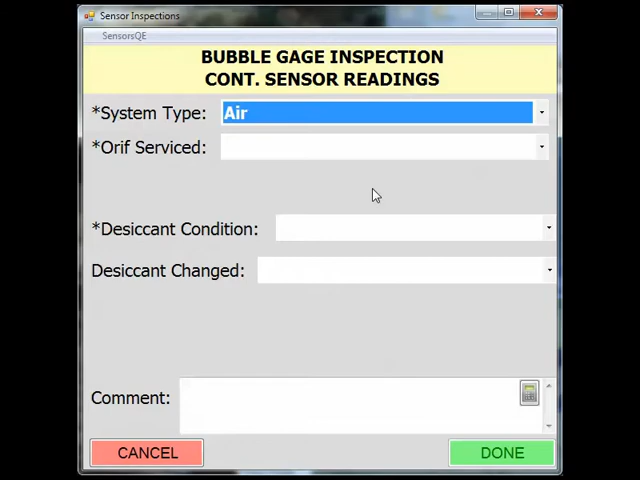 Sensor Inspections
SensorsQE
BUBBLE GAGE INSPECTION
CONT. SENSOR READINGS
*System Type: Air
*Orif Serviced:
*Desiccant Condition:
Desiccant Changed:
Comment:
CANCEL DONE